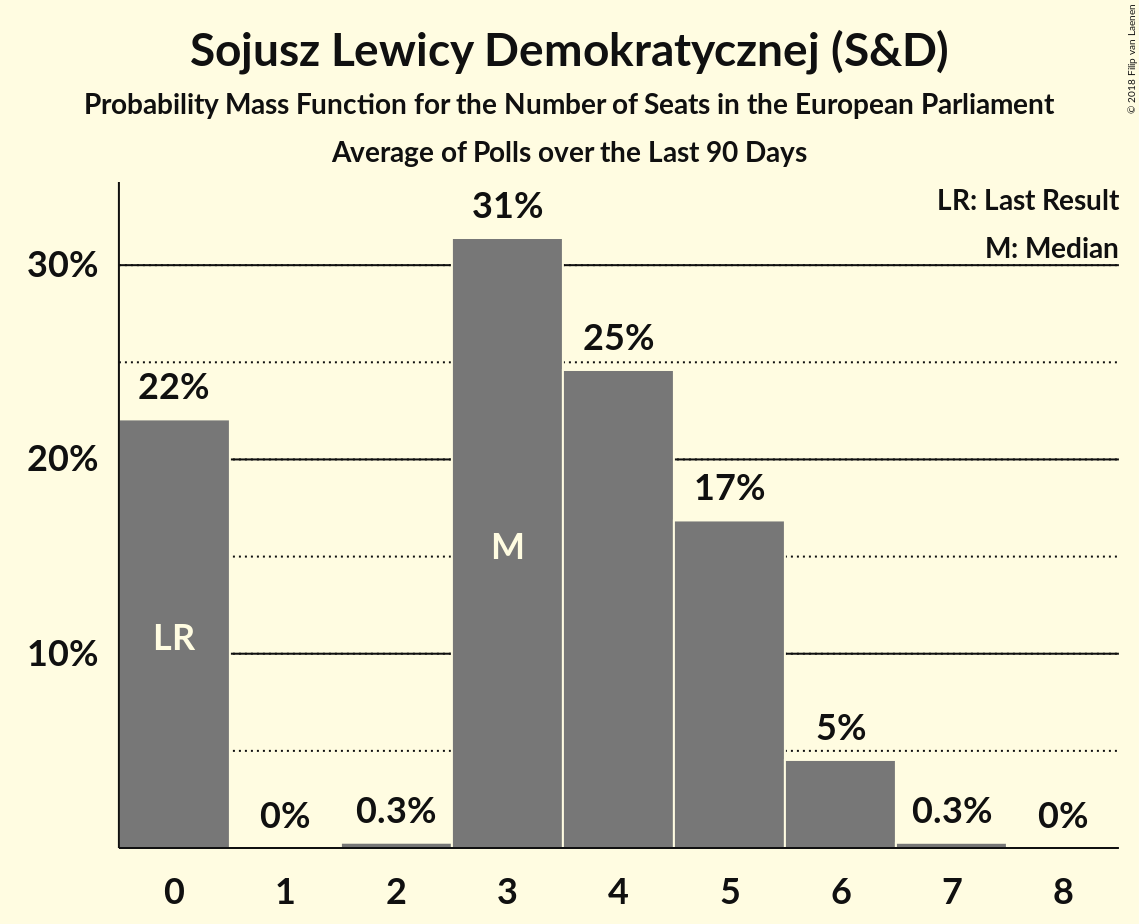 Sojusz Lewicy Demokratycznej (S&D)
Probability Mass Function for the Number of Seats in the European Parliament
Average of Polls over the Last 90 Days
© 2018 Filip van Laenen
LR: Last Result
M: Median
30%
20%
10%
22%
0%
0.3%
31%
25%
17%
5%
0.3%
0%
LR
M
0 1 2 3 4 5 6 7 8